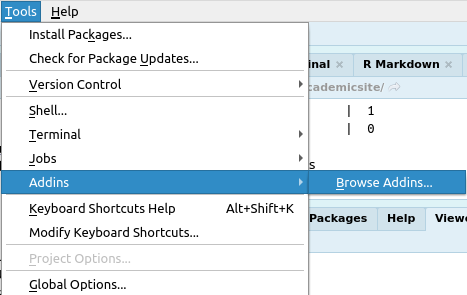 Tools Help
Install Packages...
Check for Package Updates...
Version Control
Shell...
Terminal
Jobs
Addins
Browse Addins...
Keyboard Shortcuts Help Alt+Shift+K
Modify Keyboard Shortcuts...
Project Options...
Global Options...
inal × R Markdown ×
cademicsite/
| 1
| 0
s
Packages Help Viewe